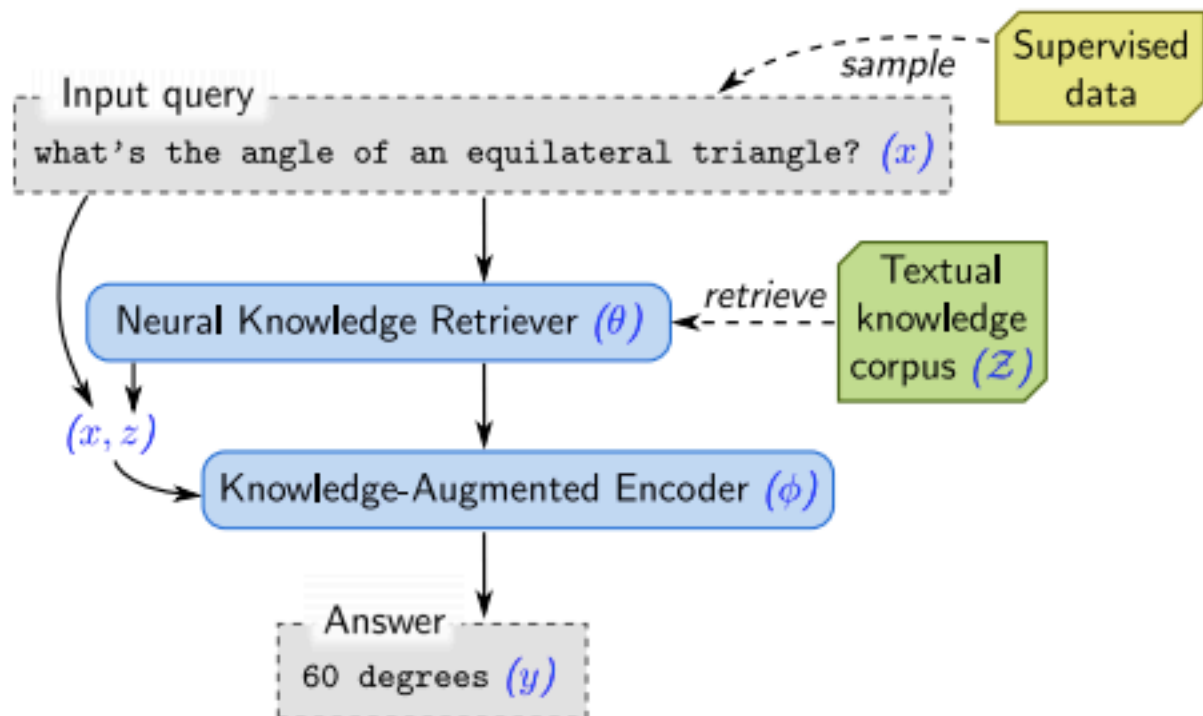 Supervised
data
sample
Input query
what's the angle of an equilateral triangle? (x)
Textual
knowledge
corpus (𝒵)
retrieve
Neural Knowledge Retriever (θ)
(x, z)
Knowledge-Augmented Encoder (ϕ)
Answer
60 degrees (y)